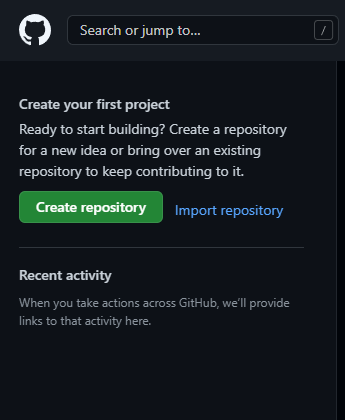 Search or jump to...
/
Create your first project
Ready to start building? Create a repository
for a new idea or bring over an existing
repository to keep contributing to it.
Create repository
Import repository
Recent activity
When you take actions across GitHub, we'll provide
links to that activity here.